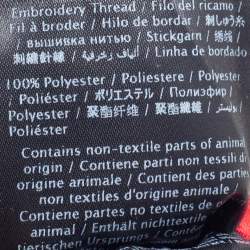 Embroidery Thread / Filo del ricamo
/ Fil à broder / Hilo de bordar / 刺しゅう糸
/ вышивка нитью / Stickgarn / 绣线
/ 刺繡針線 / ألياف زخرفية / Linha de bordado
100% Polyester / Poliestere / Polyester
/ Poliéster / ポリエステル / Полиэфир /
Polyester / 聚酯纤维 / 聚酯纖維 / بوليستر /
Poliéster
Contains non-textile parts of animal
origin / Contiene parti non tessili di
origine animale / Contient des parties
non textiles d'origine animale /
Contiene partes no textiles de origen
animal / Enthält nichttextile
tierischen Ursprungs / Con